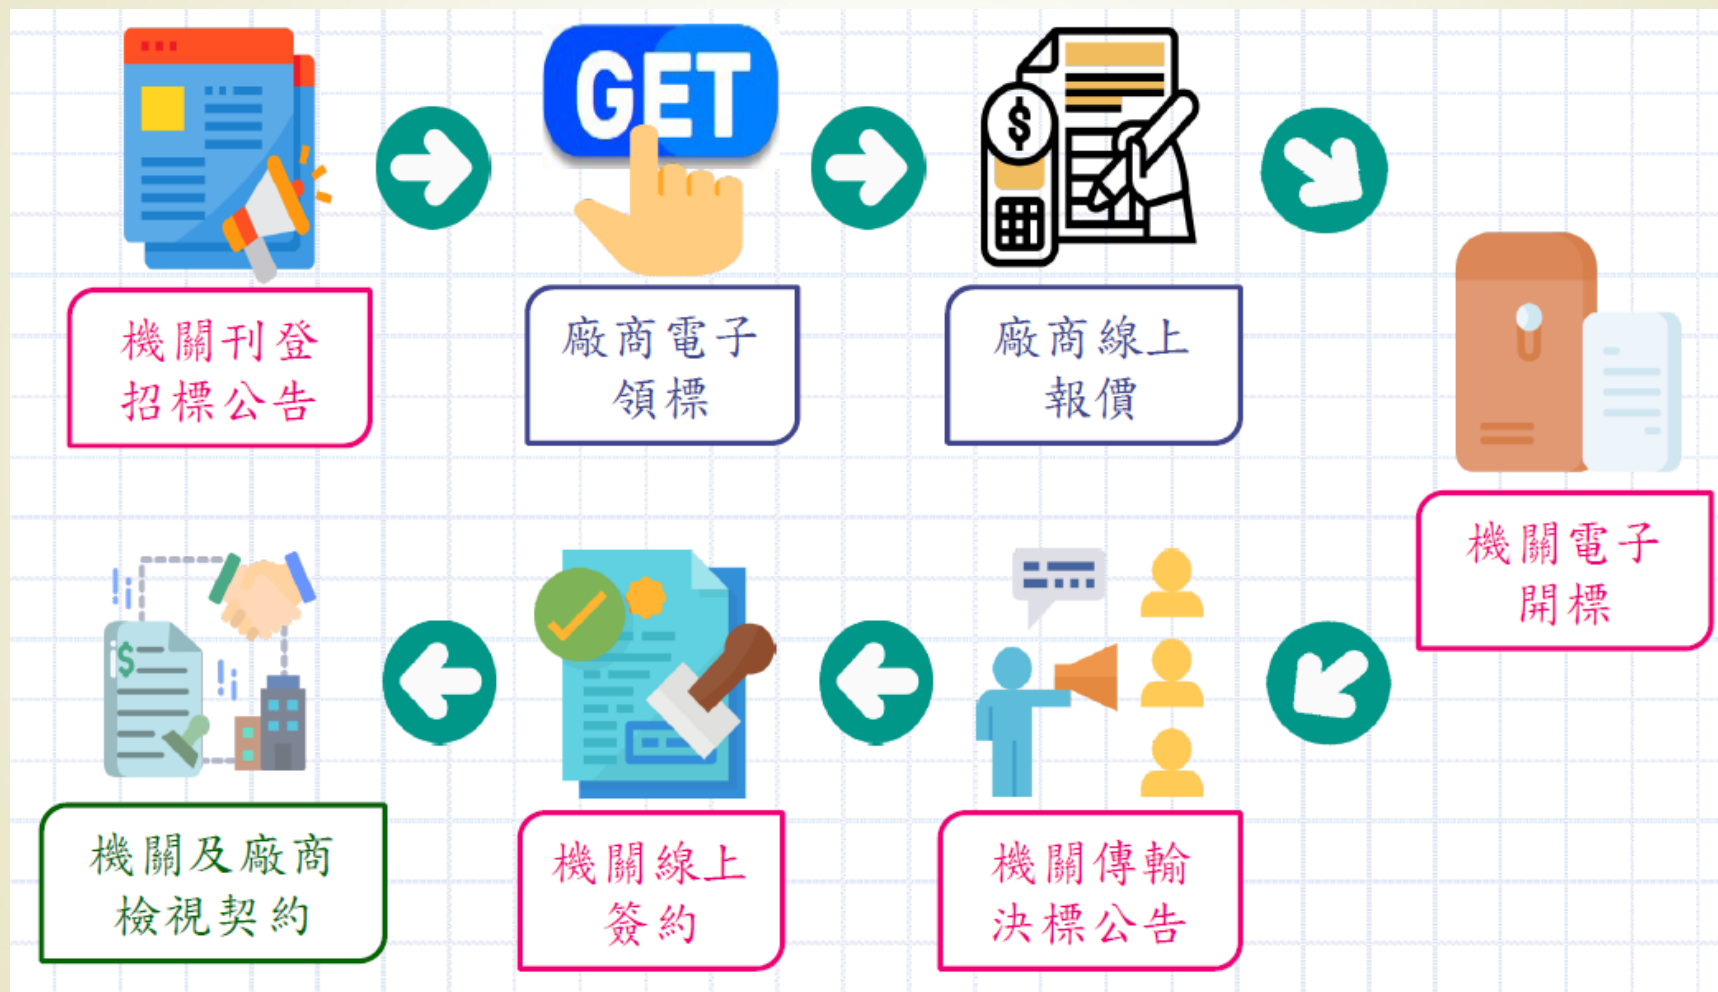 GET
$
機關刊登
招標公告
廠商電子
領標
廠商線上
報價
機關電子
開標
機關傳輸
決標公告
機關線上
簽約
$
機關及廠商
檢視契約